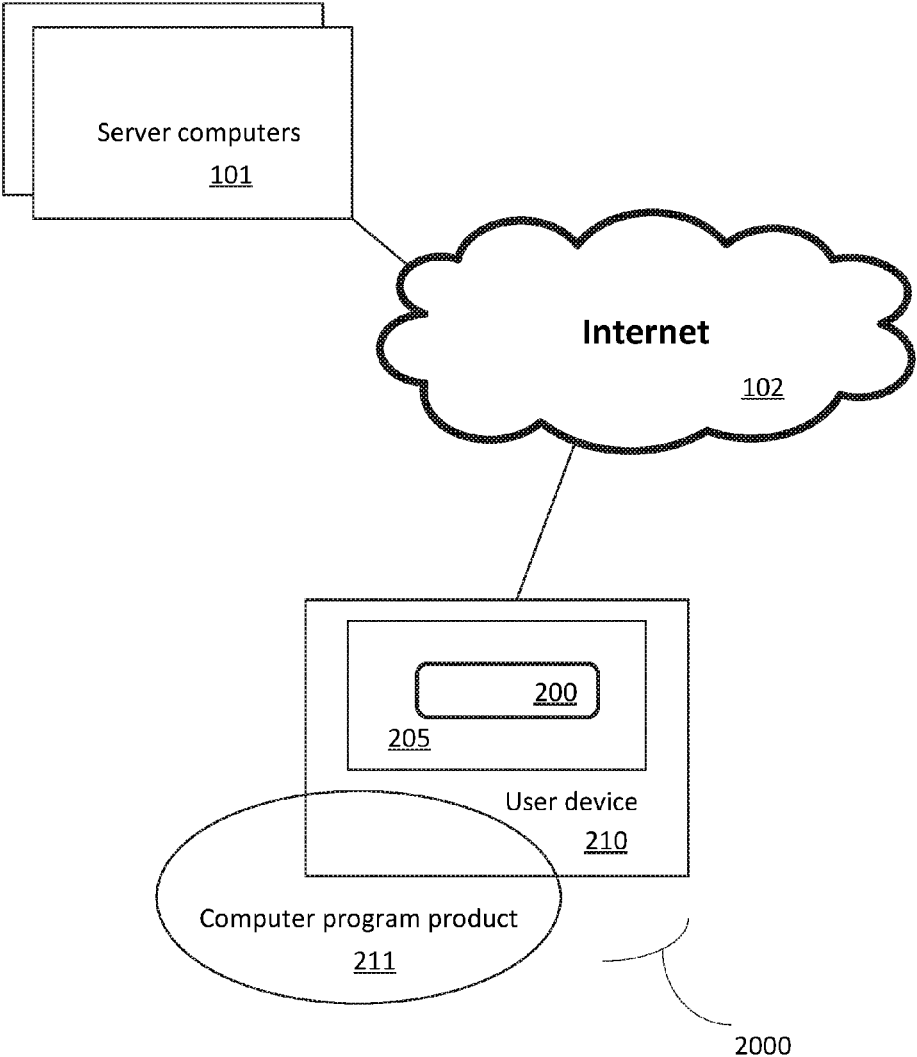 Server computers
101
Internet
102
200
205
User device
210
Computer program product
211
2000